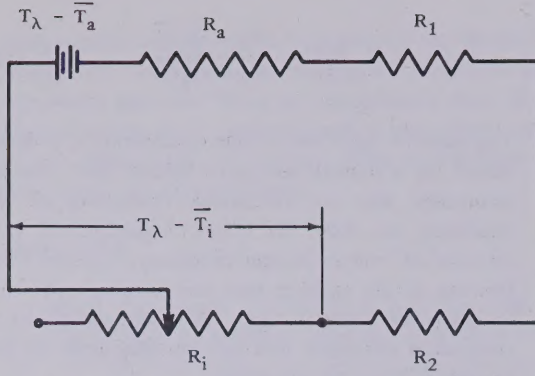 T_λ - T̅_a̅
R_a
R_1
T_λ - T̅_i̅
R_i
R_2